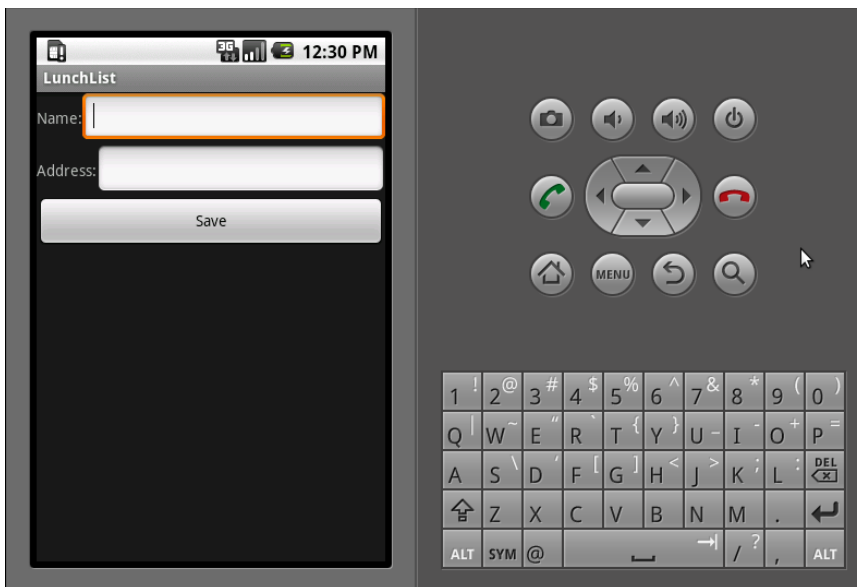 3G 12:30 PM
LunchList
Name:
Address:
Save
MENU
1 ! 2 @ 3 # 4 $ 5 % 6 ^ 7 & 8 * 9 ( 0 )
Q | W ~ E " R ` T { Y } U _ I - O + P =
A S \ D ' F [ G ] H < J > K ; L : DEL
Z X C V B N M .
ALT SYM @ / ? , ALT